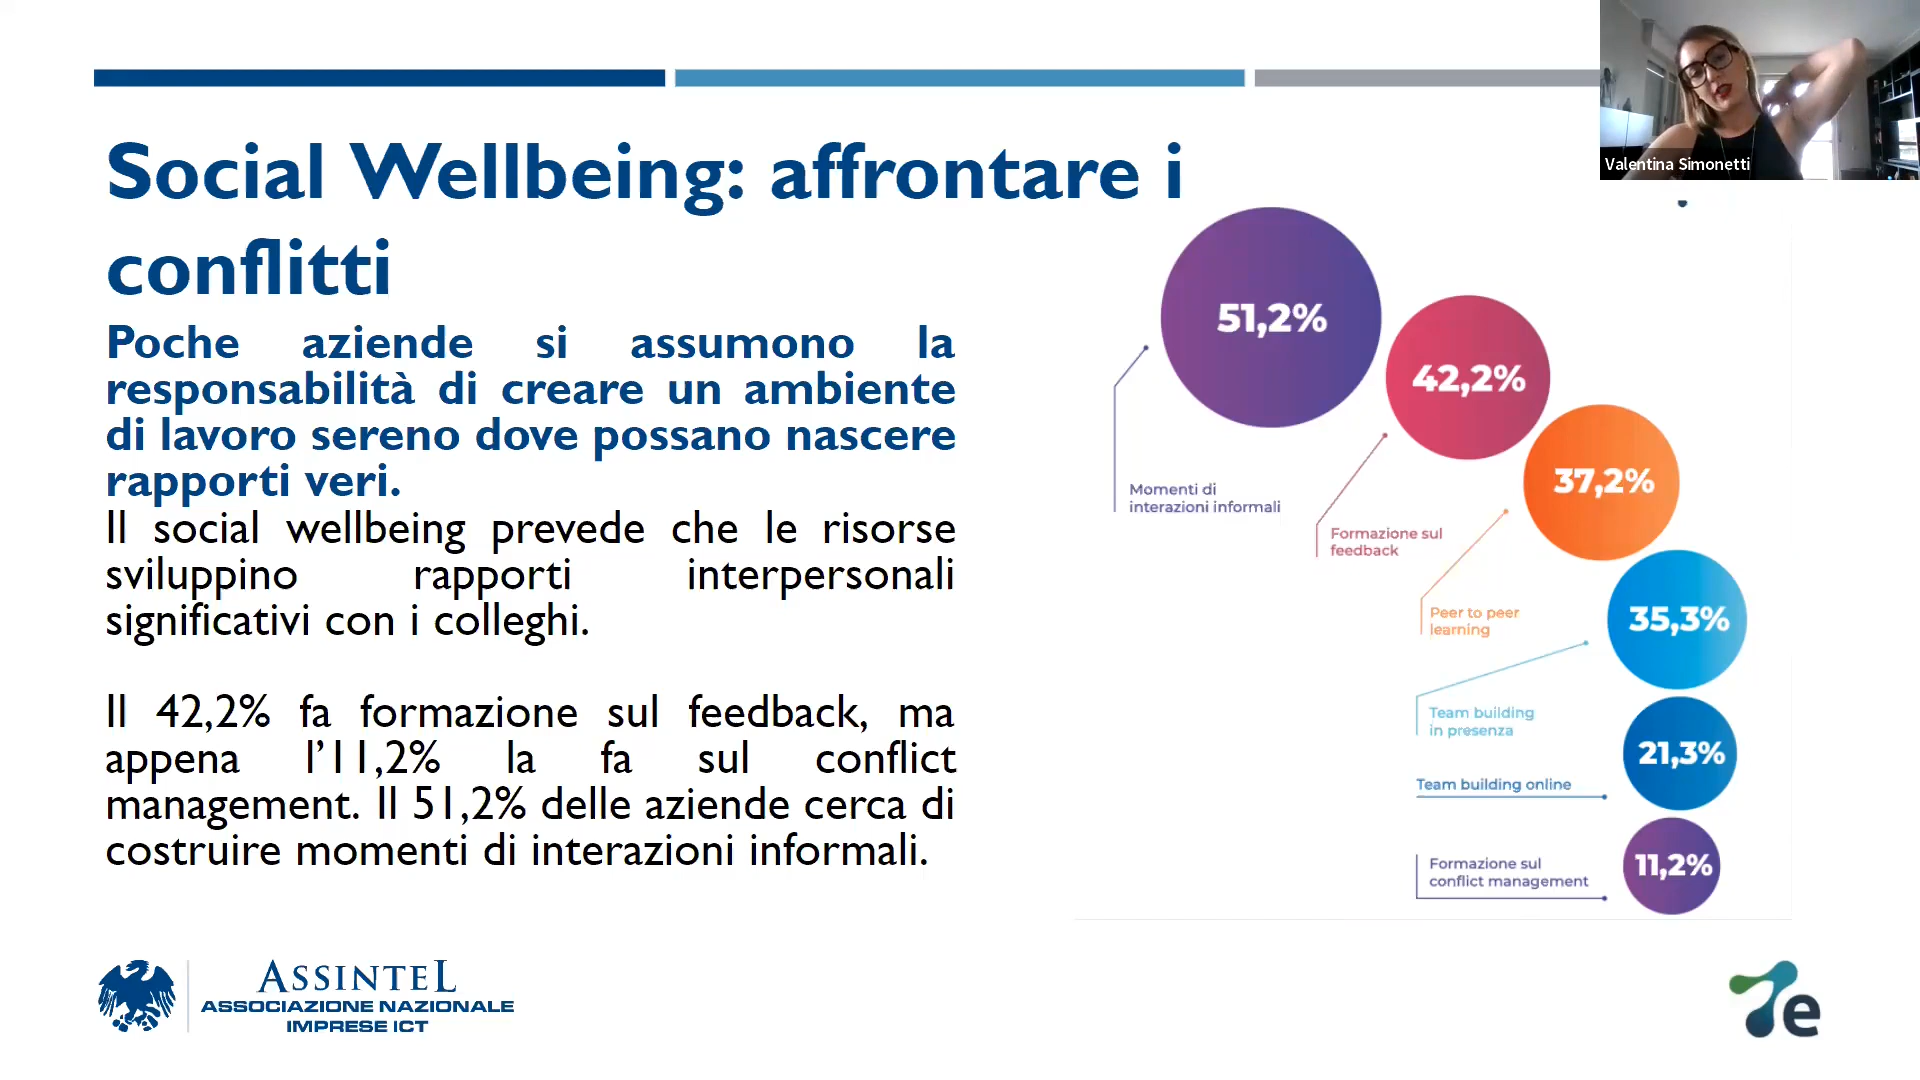 Valentina Simonetti
Social Wellbeing: affrontare i
conflitti
Poche aziende si assumono la
responsabilità di creare un ambiente
di lavoro sereno dove possano nascere
rapporti veri.
Il social wellbeing prevede che le risorse
sviluppino rapporti interpersonali
significativi con i colleghi.
Il 42,2% fa formazione sul feedback, ma
appena l’11,2% la fa sul conflict
management. Il 51,2% delle aziende cerca di
costruire momenti di interazioni informali.
51,2%
Momenti di
interazioni informali
42,2%
Formazione sul
feedback
37,2%
Peer to peer
learning
35,3%
Team building
in presenza
21,3%
Team building online
11,2%
Formazione sul
conflict management
ASSINTEL
ASSOCIAZIONE NAZIONALE
IMPRESE ICT
e